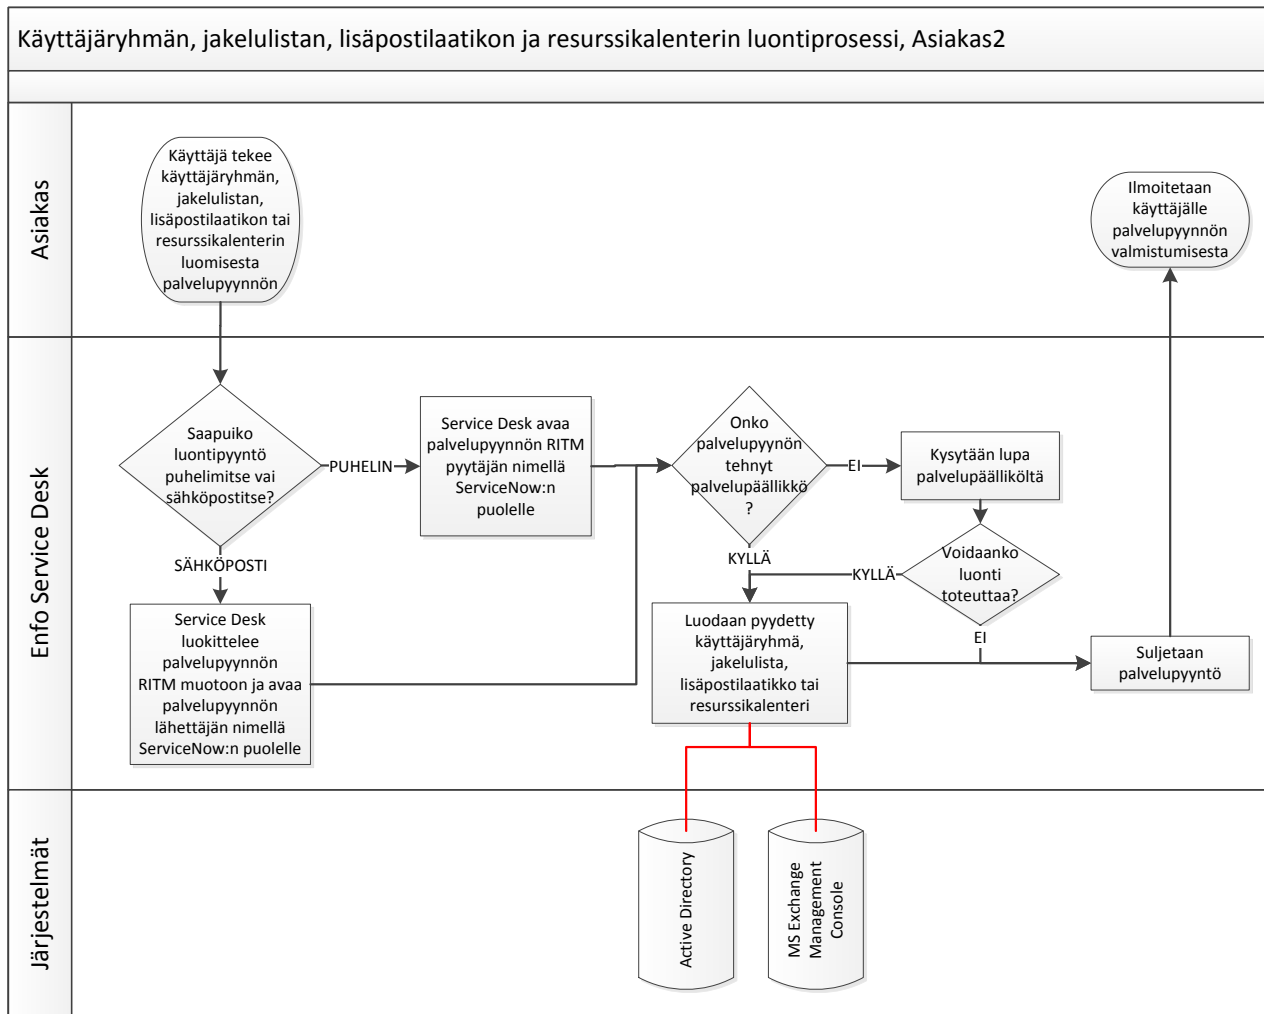 Käyttäjäryhmän, jakelulistan, lisäpostilaatikon ja resurssikalenterin luontiprosessi, Asiakas2
Asiakas
Käyttäjä tekee
käyttäjäryhmän,
jakelulistan,
lisäpostilaatikon tai
resurssikalenterin
luomisesta
palvelupyynnön
Ilmoitetaan
käyttäjälle
palvelupyynnön
valmistumisesta
Enfo Service Desk
Saapuiko
luontipyyntö
puhelimitse vai
sähköpostitse?
PUHELIN
SÄHKÖPOSTI
Service Desk avaa
palvelupyynnön RITM
pyytäjän nimellä
ServiceNow:n
puolelle
Service Desk
luokittelee
palvelupyynnön
RITM muotoon ja avaa
palvelupyynnön
lähettäjän nimellä
ServiceNow:n puolelle
Onko
palvelupyynön
tehnyt
palvelupäällikkö
?
EI
KYLLÄ
Kysytään lupa
palvelupäälliköltä
Voidaanko
luonti
toteuttaa?
KYLLÄ
EI
Luodaan pyydetty
käyttäjäryhmä,
jakelulista,
lisäpostilaatikko tai
resurssikalenteri
Suljetaan
palvelupyyntö
Järjestelmät
Active Directory
MS Exchange
Management
Console